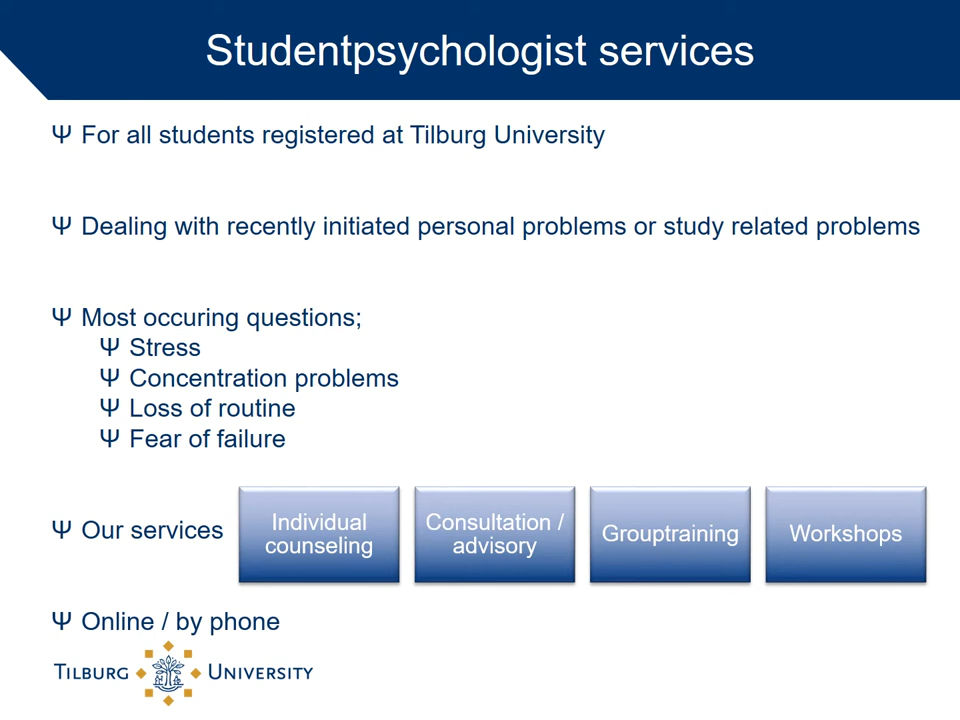 Studentpsychologist services
Ψ For all students registered at Tilburg University
Ψ Dealing with recently initiated personal problems or study related problems
Ψ Most occuring questions;
Ψ Stress
Ψ Concentration problems
Ψ Loss of routine
Ψ Fear of failure
Ψ Our services
Individual
counseling
Consultation /
advisory
Grouptraining
Workshops
Ψ Online / by phone
TILBURG UNIVERSITY